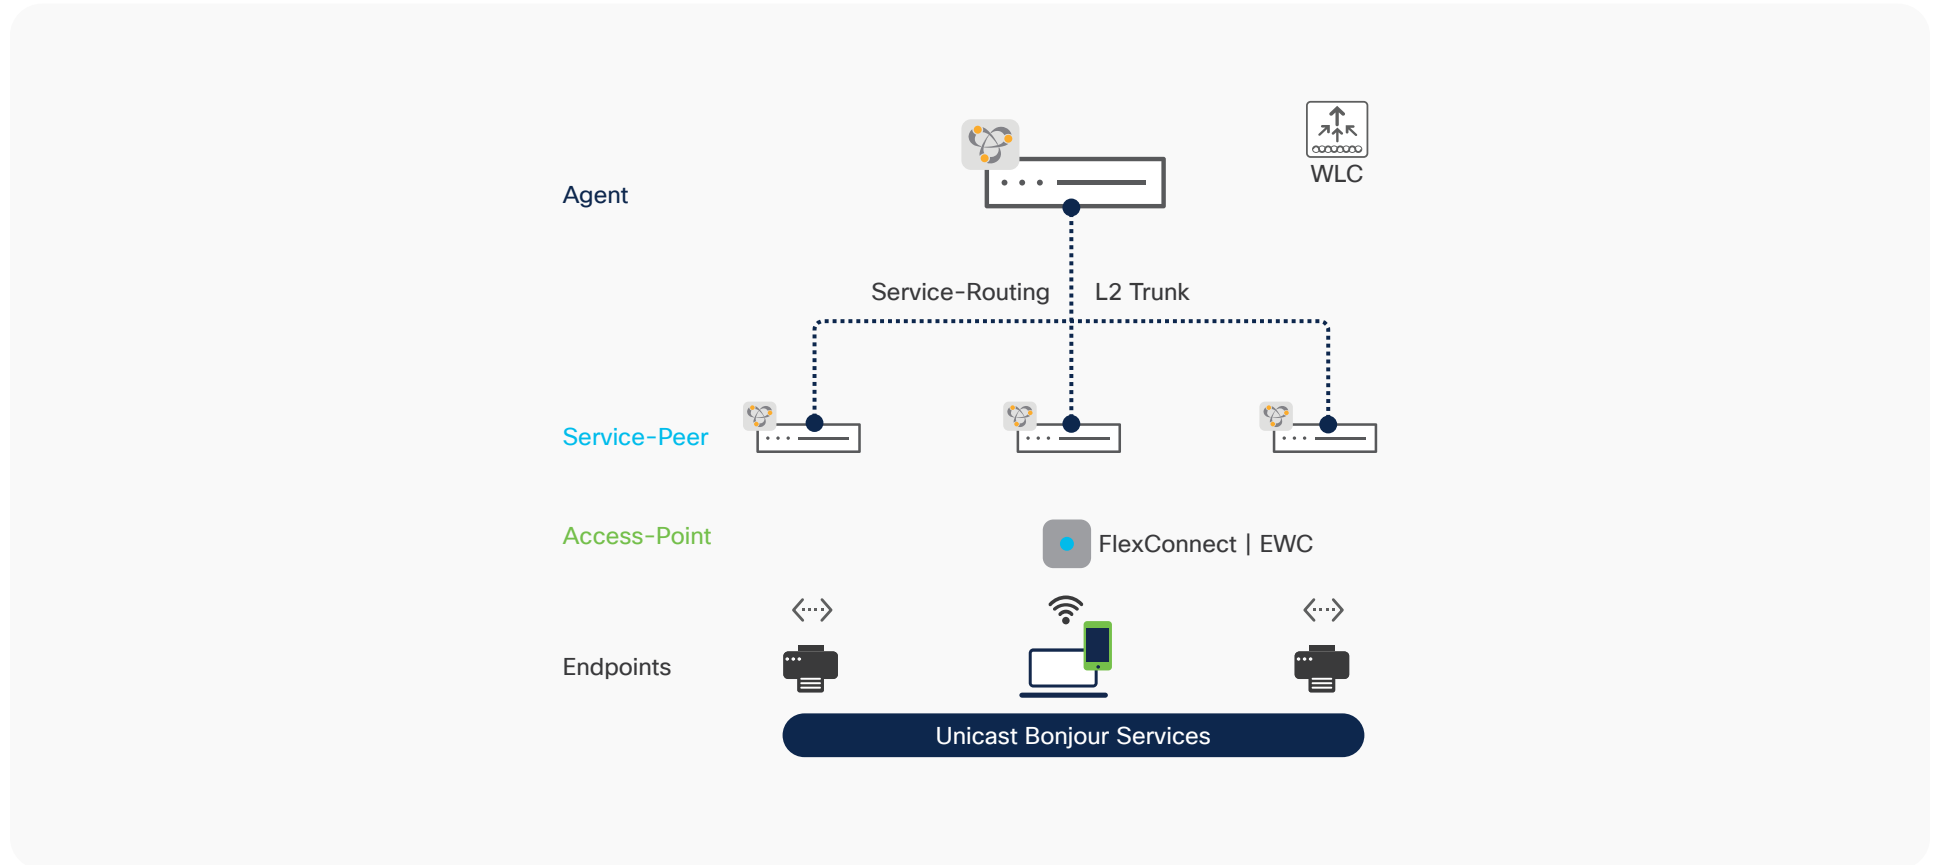 WLC
Agent
Service-Routing
L2 Trunk
Service-Peer
Access-Point
FlexConnect | EWC
Endpoints
Unicast Bonjour Services